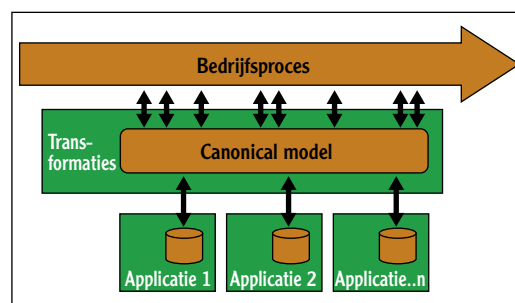 Bedrijfsproces
Trans-
formaties
Canonical model
Applicatie 1
Applicatie 2
Applicatie..n